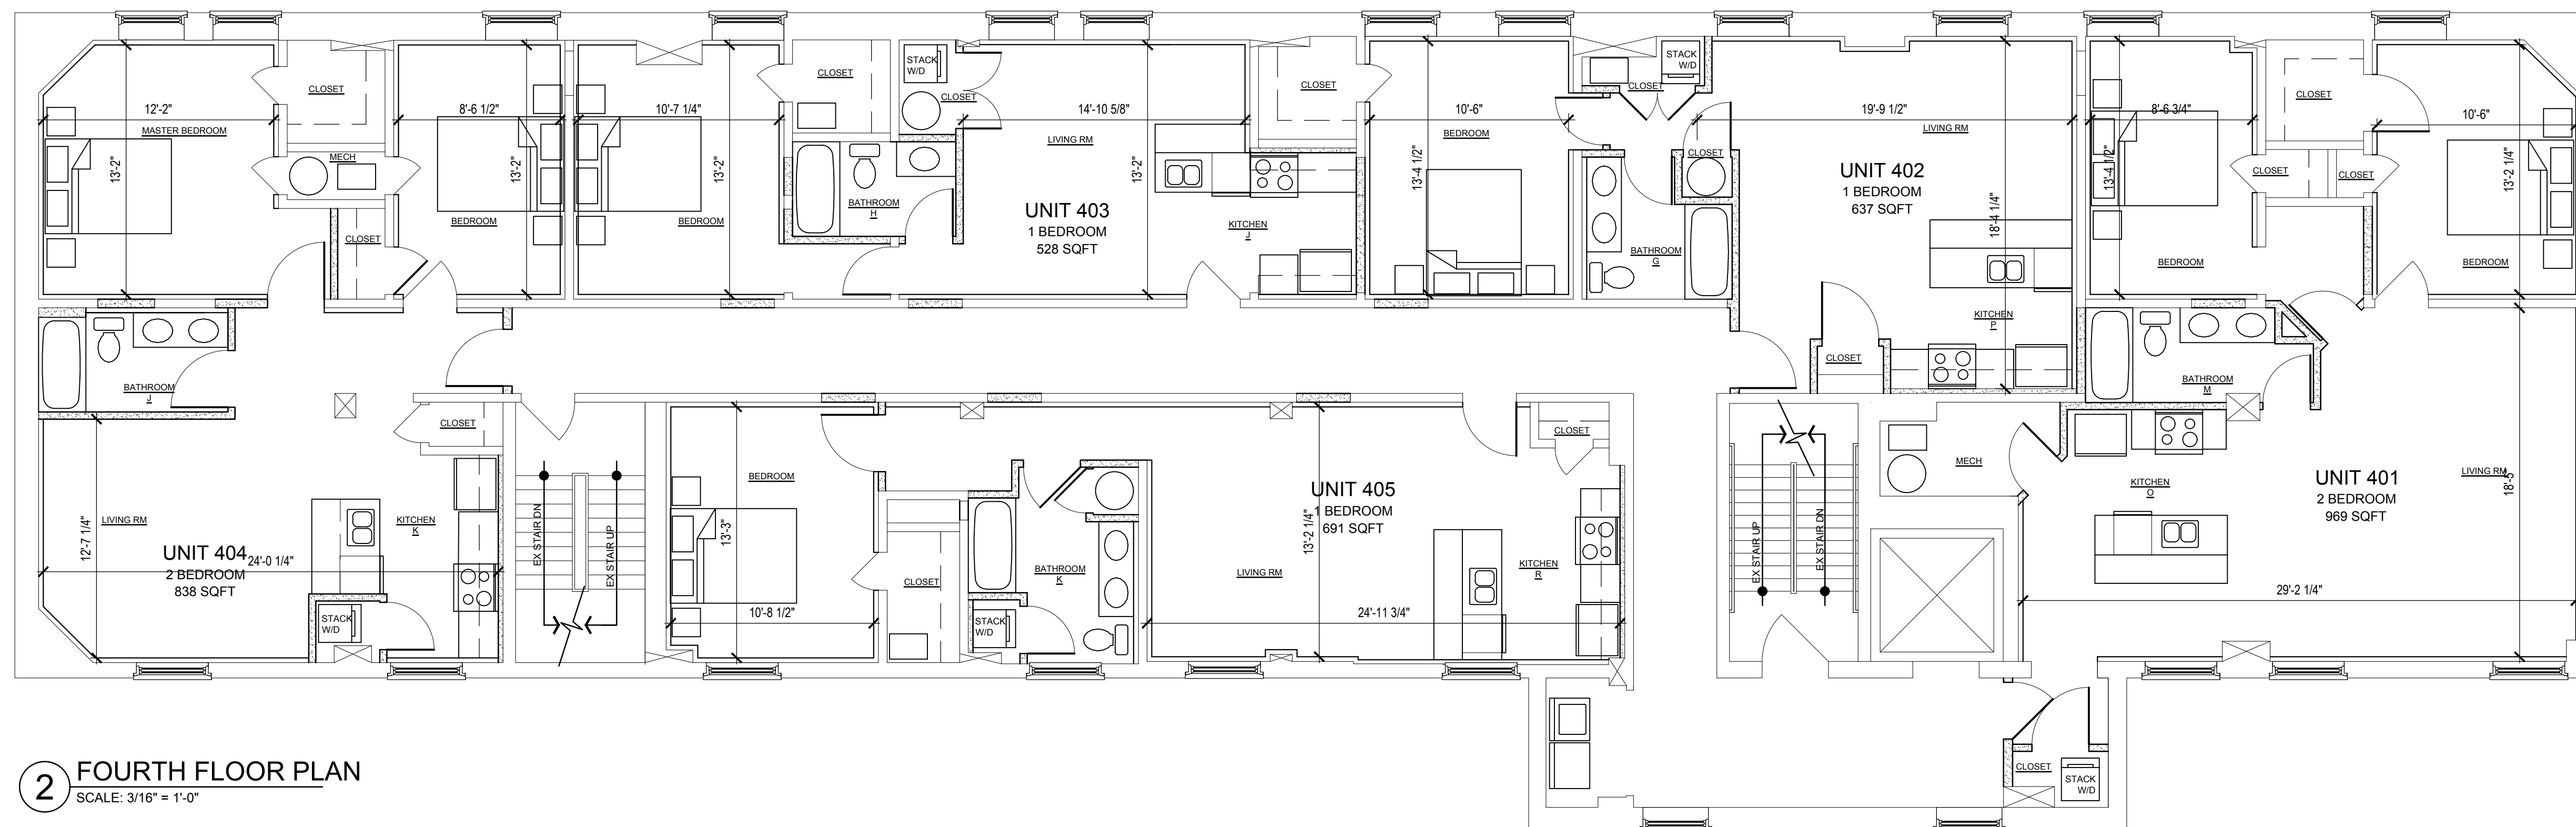 12'-2"
MASTER BEDROOM
13'-2"
CLOSET
MECH
CLOSET
8'-6 1/2"
13'-2"
BEDROOM
BATHROOM
J
CLOSET
LIVING RM
12'-7 1/4"
UNIT 404
24'-0 1/4"
2 BEDROOM
838 SQFT
KITCHEN
K
STACK
W/D
10'-7 1/4"
13'-2"
BEDROOM
CLOSET
BATHROOM
H
STACK
W/D
CLOSET
14'-10 5/8"
LIVING RM
13'-2"
UNIT 403
1 BEDROOM
528 SQFT
CLOSET
KITCHEN
J
EX STAIR DN
EX STAIR UP
BEDROOM
13'-3"
10'-8 1/2"
CLOSET
STACK
W/D
BATHROOM
K
LIVING RM
13'-2 1/4"
UNIT 405
1 BEDROOM
691 SQFT
24'-11 3/4"
CLOSET
KITCHEN
R
10'-6"
BEDROOM
13'-4 1/2"
STACK
W/D
CLOSET
CLOSET
BATHROOM
G
19'-9 1/2"
LIVING RM
UNIT 402
1 BEDROOM
637 SQFT
18'-4 1/4"
KITCHEN
P
CLOSET
EX STAIR UP
EX STAIR DN
MECH
8'-6 3/4"
13'-4 1/2"
BEDROOM
CLOSET
CLOSET
CLOSET
10'-6"
13'-2 1/4"
BEDROOM
BATHROOM
M
KITCHEN
O
UNIT 401
2 BEDROOM
969 SQFT
LIVING RM
18'-5"
29'-2 1/4"
CLOSET
STACK
W/D
2
FOURTH FLOOR PLAN
SCALE: 3/16" = 1'-0"